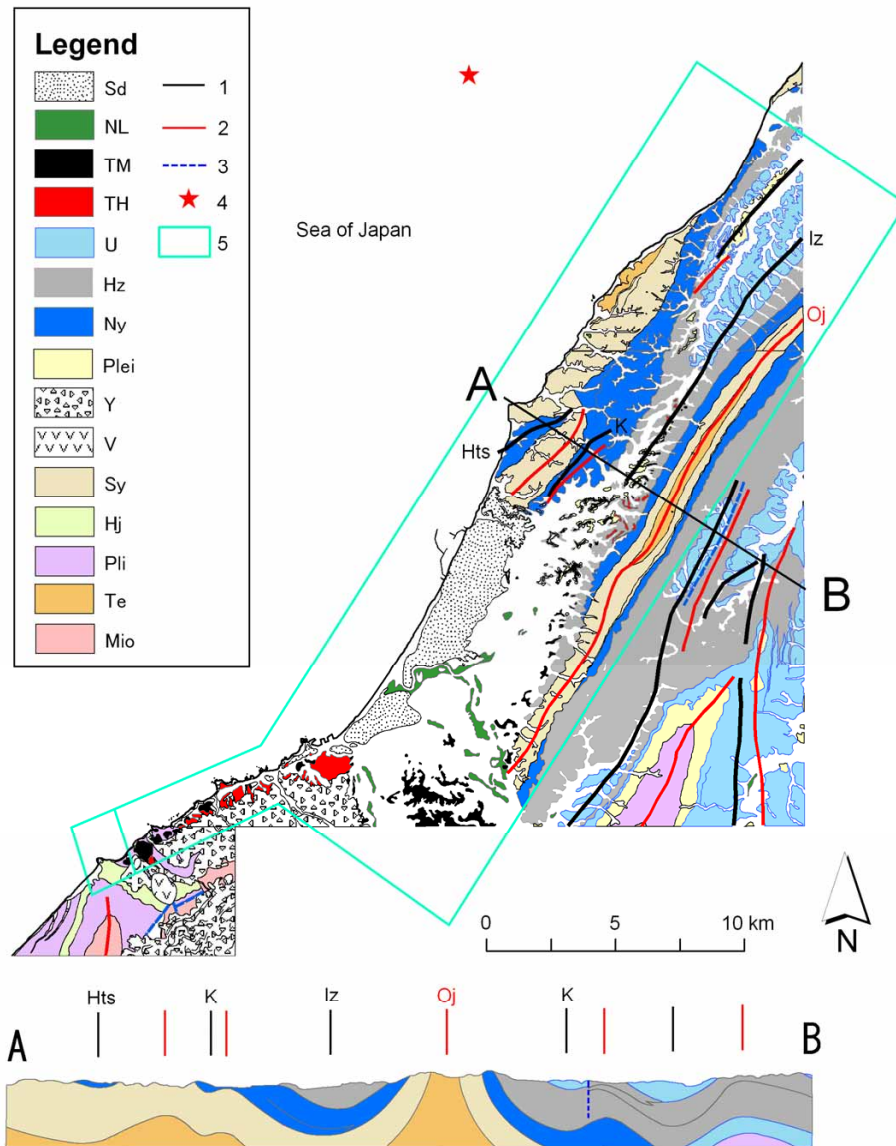 Legend
Sd
NL
TM
TH
U
Hz
Ny
Plei
Y
V
Sy
Hj
Pli
Te
Mio
1
2
3
4
5
Sea of Japan
Iz
Oj
A
K
Hts
B
0 5 10 km
N
Hts K Iz Oj K
A B